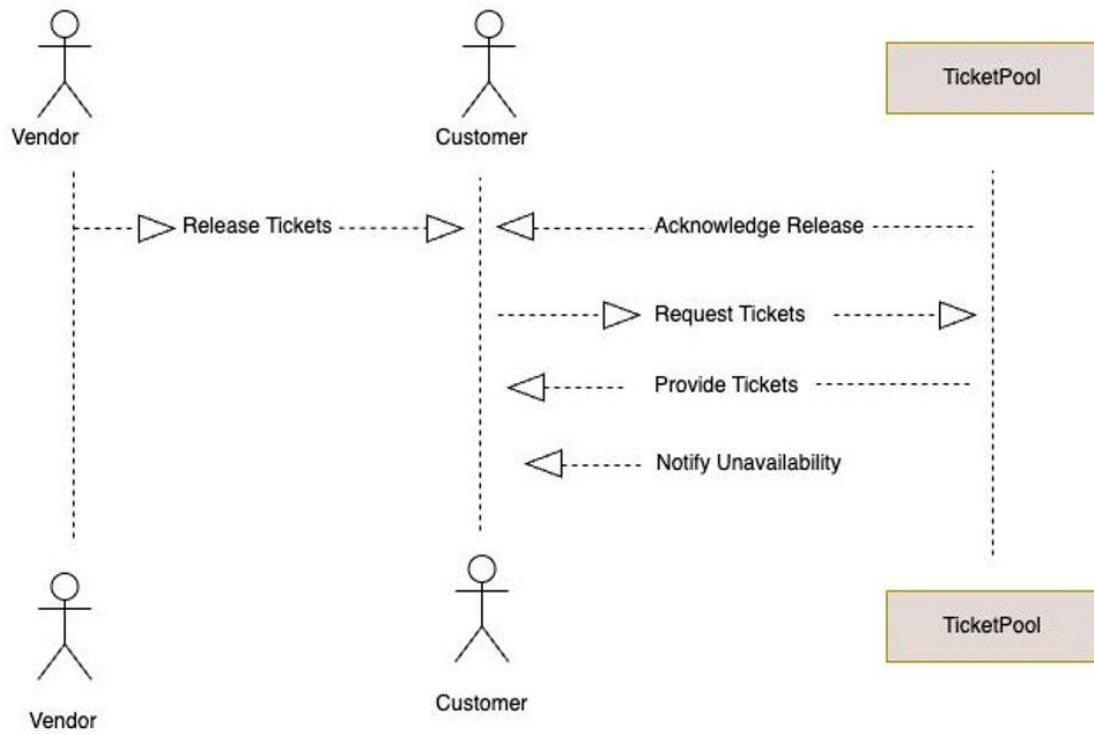 Vendor
Customer
TicketPool
Release Tickets
Acknowledge Release
Request Tickets
Provide Tickets
Notify Unavailability
Vendor
Customer
TicketPool